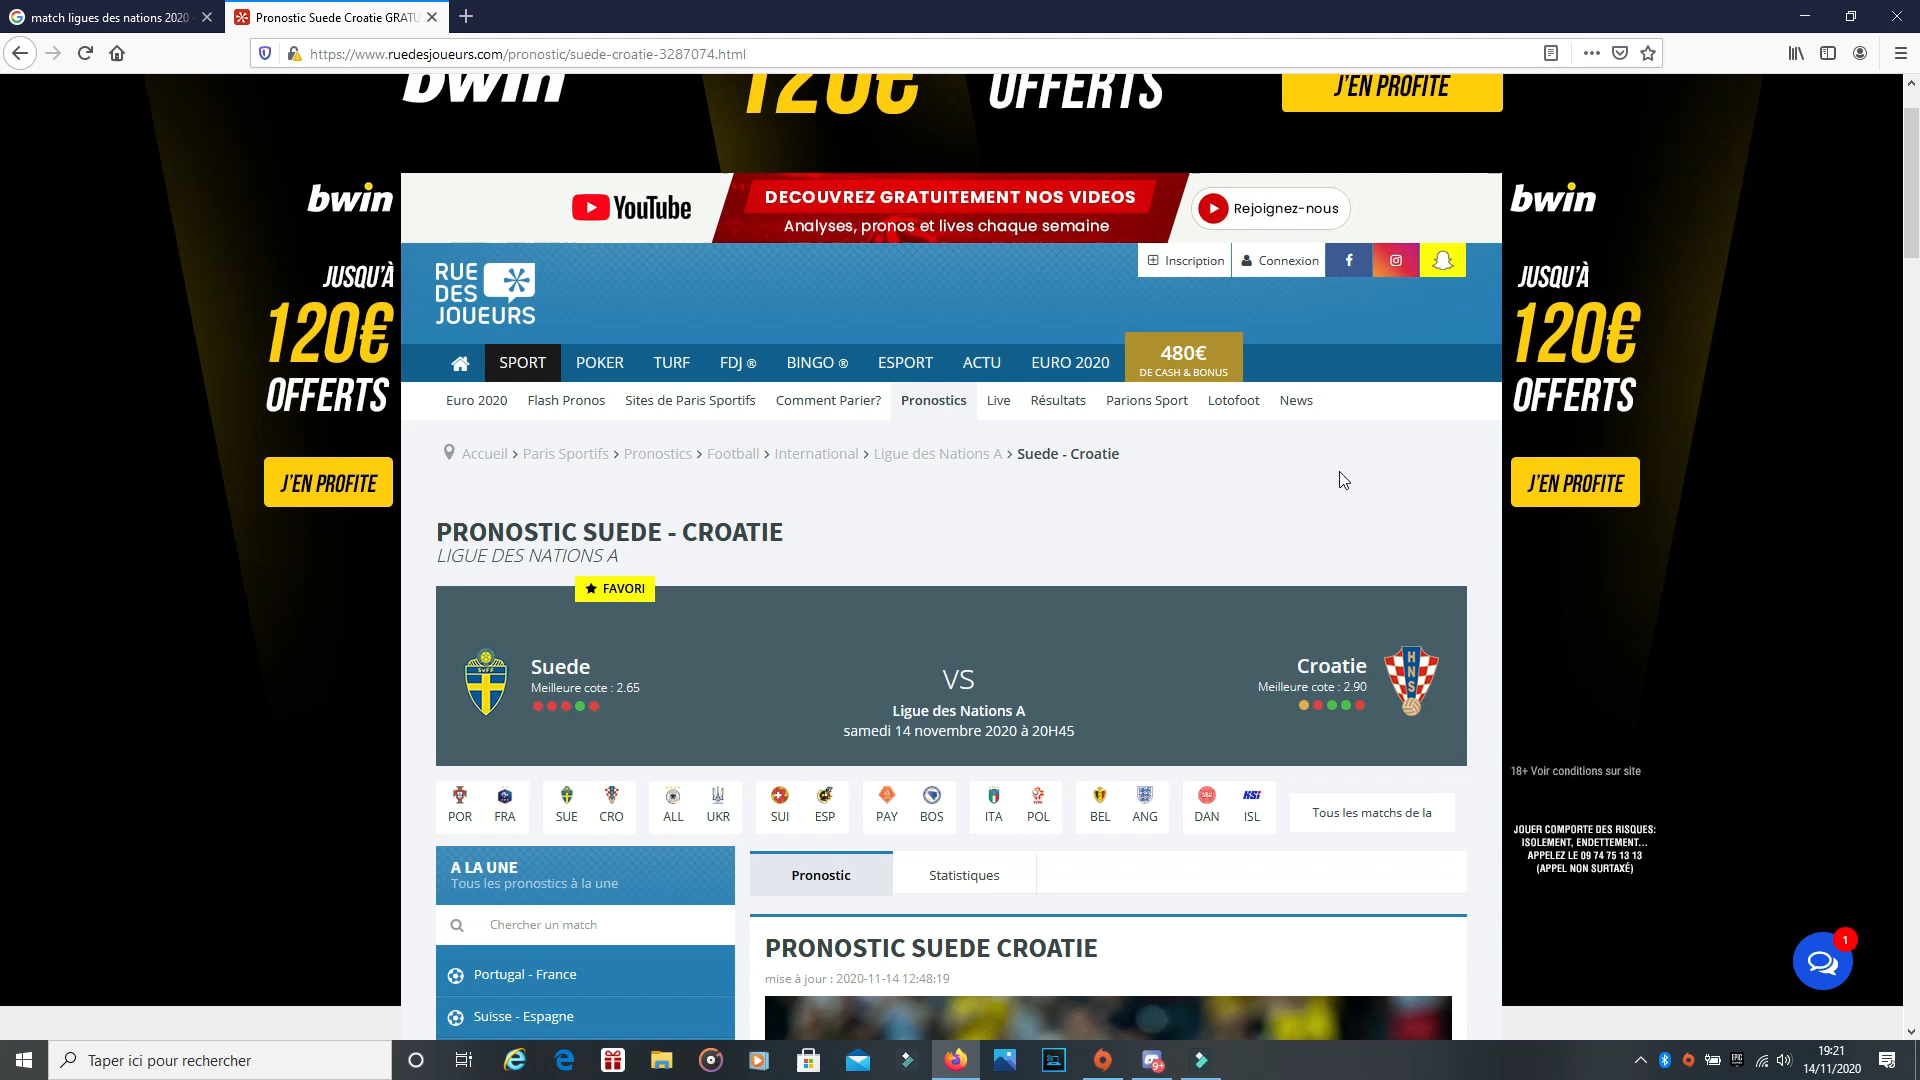 match ligues des nations 2020
Pronostic Suede Croatie GRATU
https://www.ruedesjoueurs.com/pronostic/suede-croatie-3287074.html
bwin 120€ OFFERTS J'EN PROFITE
YouTube
DECOUVREZ GRATUITEMENT NOS VIDEOS
Analyses, pronos et lives chaque semaine
Rejoignez-nous
bwin
JUSQU'À
120€
OFFERTS
J'EN PROFITE
bwin
JUSQU'À
120€
OFFERTS
J'EN PROFITE
18+ Voir conditions sur site
JOUER COMPORTE DES RISQUES:
ISOLEMENT, ENDETTEMENT...
APPELEZ LE 09 74 75 13 13
(APPEL NON SURTAXÉ)
RUE
DES
JOUEURS
Inscription Connexion
SPORT POKER TURF FDJ ® BINGO ® ESPORT ACTU EURO 2020 480€
DE CASH & BONUS
Euro 2020 Flash Pronos Sites de Paris Sportifs Comment Parier? Pronostics Live Résultats Parions Sport Lotofoot News
Accueil > Paris Sportifs > Pronostics > Football > International > Ligue des Nations A > Suede - Croatie
PRONOSTIC SUEDE - CROATIE
LIGUE DES NATIONS A
FAVORI
SvFF
Suede
Meilleure cote : 2.65
VS
Ligue des Nations A
samedi 14 novembre 2020 à 20H45
Croatie
Meilleure cote : 2.90
HNS
POR FRA SUE CRO ALL UKR SUI ESP PAY BOS ITA POL BEL ANG DAN ISL
Tous les matchs de la
A LA UNE
Tous les pronostics à la une
Chercher un match
Portugal - France
Suisse - Espagne
Pronostic Statistiques
PRONOSTIC SUEDE CROATIE
mise à jour : 2020-11-14 12:48:19
1
Taper ici pour rechercher
9+
EPIC
19:21
14/11/2020